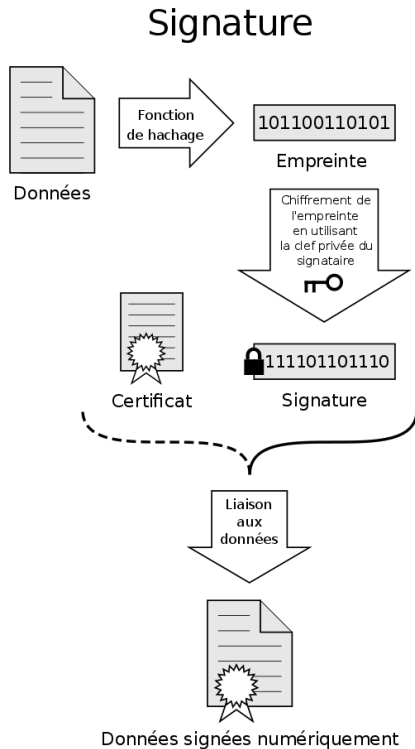 Signature
Fonction
de hachage
101100110101
Empreinte
Données
Chiffrement de
l'empreinte
en utilisant
la clef privée du
signataire
111101101110
Certificat
Signature
Liaison
aux
données
Données signées numériquement